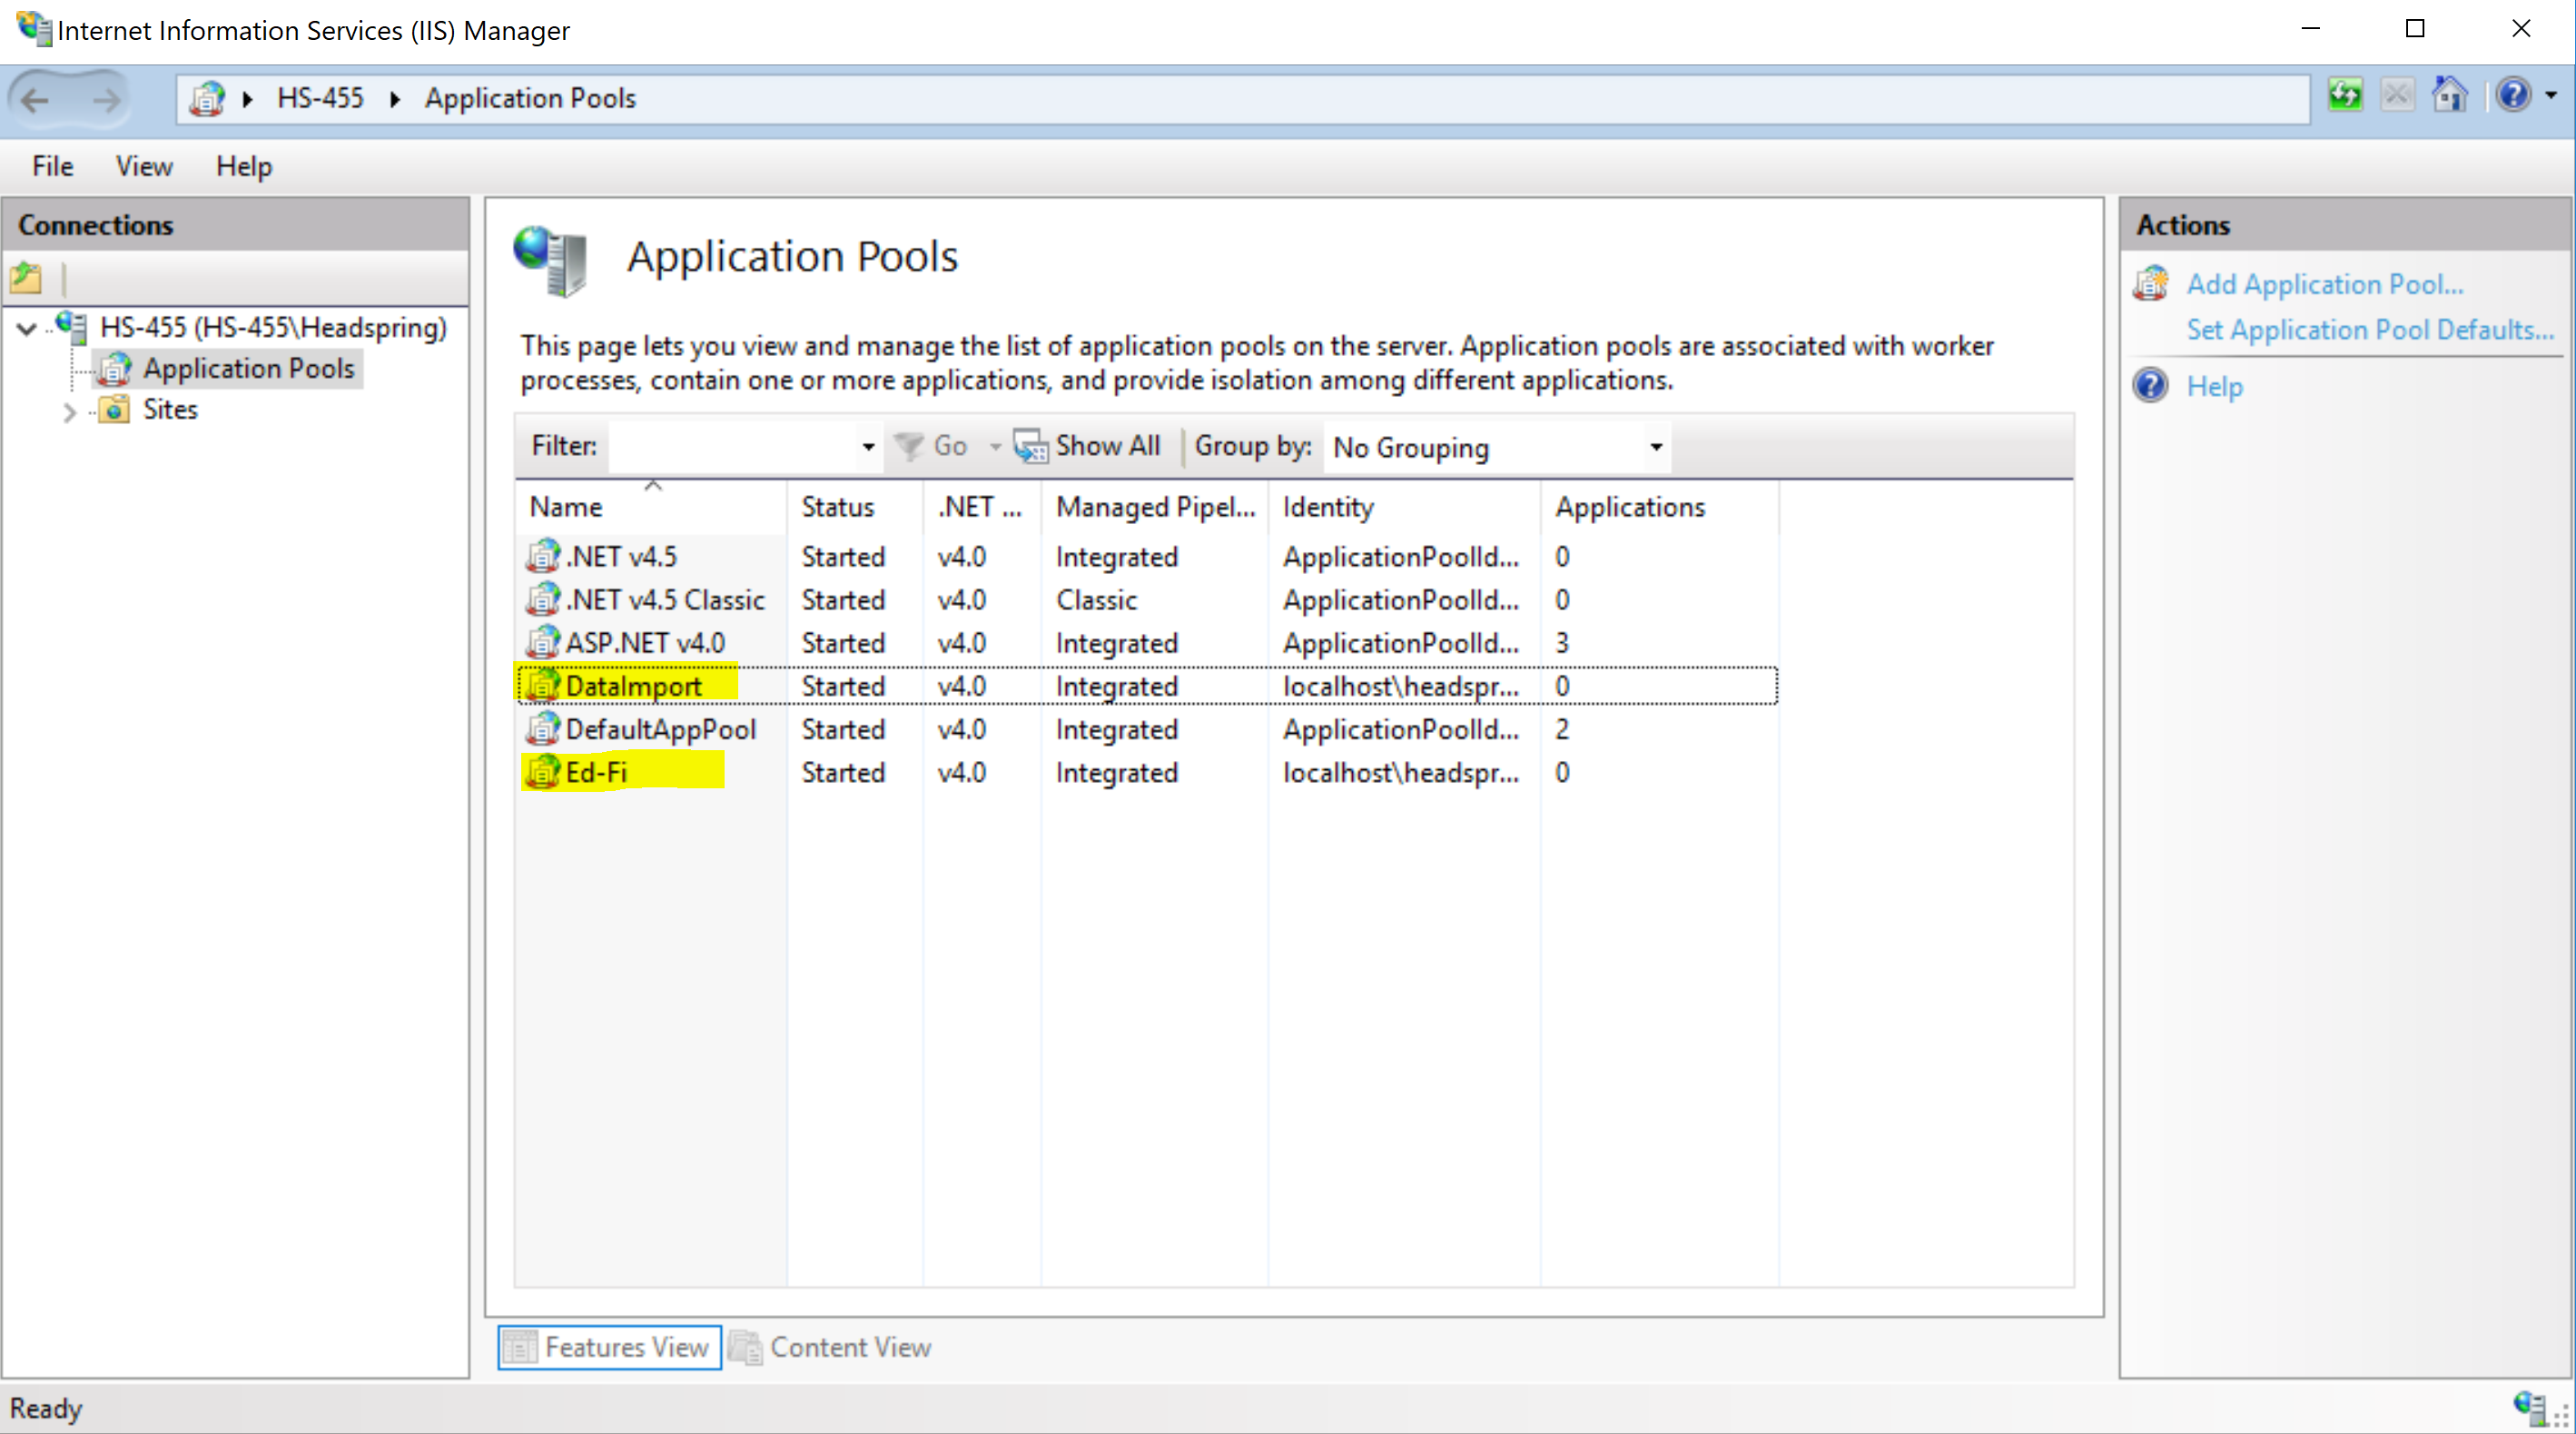 Internet Information Services (IIS) Manager
HS-455 Application Pools
File View Help
Connections
HS-455 (HS-455\Headspring)
Application Pools
Sites
Application Pools
This page lets you view and manage the list of application pools on the server. Application pools are associated with worker
processes, contain one or more applications, and provide isolation among different applications.
Filter: Go Show All Group by: No Grouping
Name Status .NET ... Managed Pipel... Identity Applications
.NET v4.5 Started v4.0 Integrated ApplicationPoolId... 0
.NET v4.5 Classic Started v4.0 Classic ApplicationPoolId... 0
ASP.NET v4.0 Started v4.0 Integrated ApplicationPoolId... 3
DataImport Started v4.0 Integrated localhost\headspr... 0
DefaultAppPool Started v4.0 Integrated ApplicationPoolId... 2
Ed-Fi Started v4.0 Integrated localhost\headspr... 0
Features View Content View
Actions
Add Application Pool...
Set Application Pool Defaults...
Help
Ready